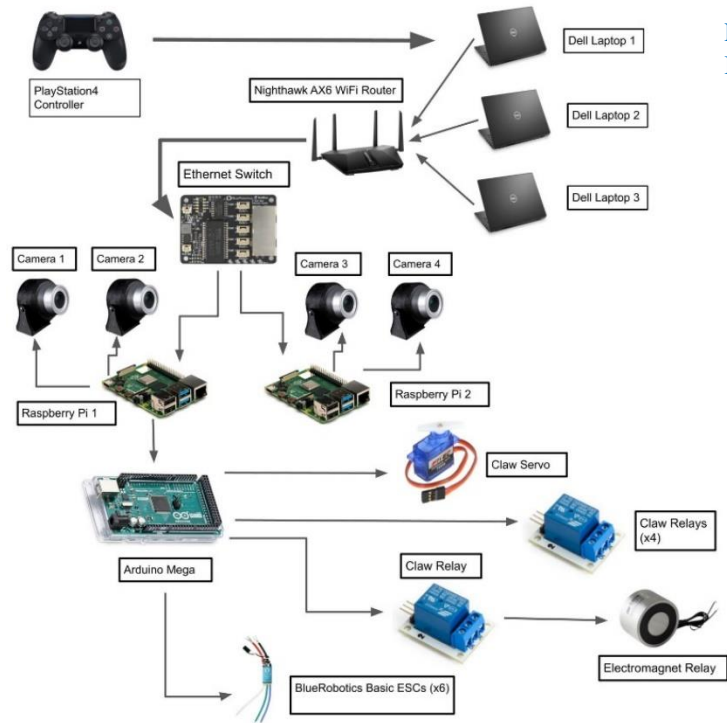 PlayStation4
Controller
Dell Laptop 1
Nighthawk AX6 WiFi Router
Dell Laptop 2
Ethernet Switch
Dell Laptop 3
Camera 1
Camera 2
Camera 3
Camera 4
Raspberry Pi 1
Raspberry Pi 2
Claw Servo
Claw Relays
(x4)
Arduino Mega
Claw Relay
Electromagnet Relay
BlueRobotics Basic ESCs (x6)